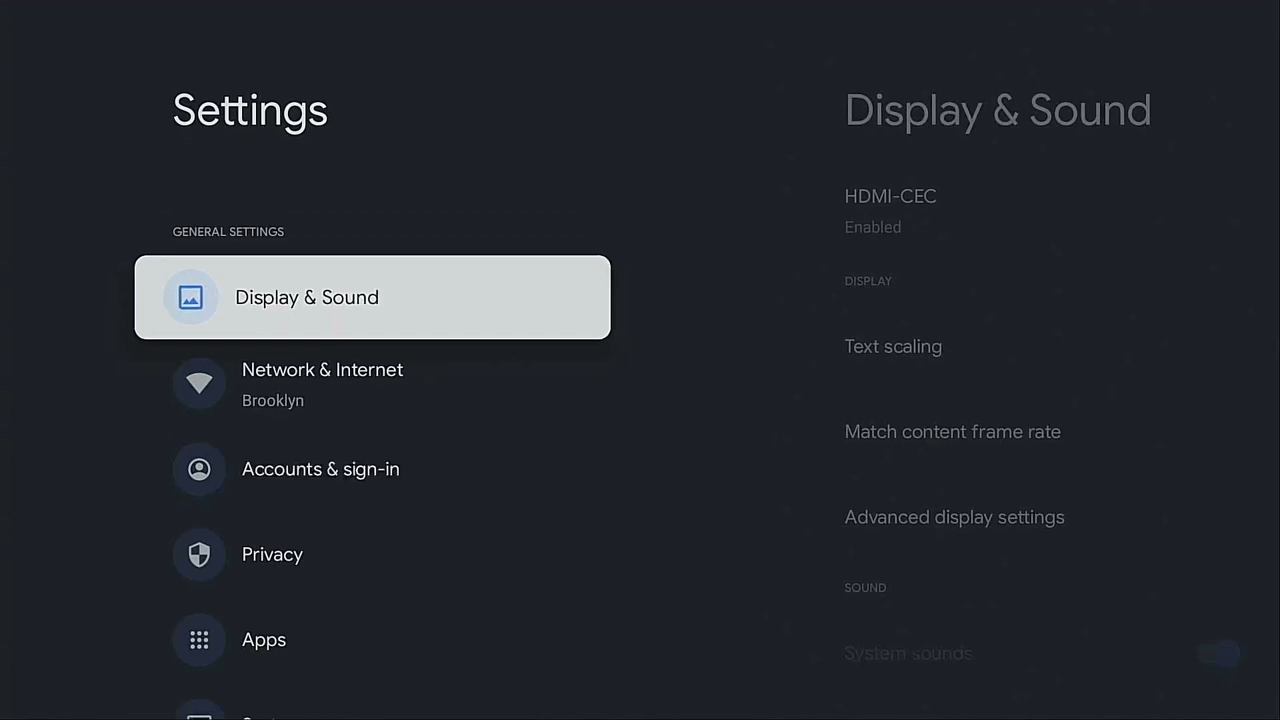 Settings
GENERAL SETTINGS
Display & Sound
Network & Internet
Brooklyn
Accounts & sign-in
Privacy
Apps
Display & Sound
HDMI-CEC
Enabled
DISPLAY
Text scaling
Match content frame rate
Advanced display settings
SOUND
System sounds